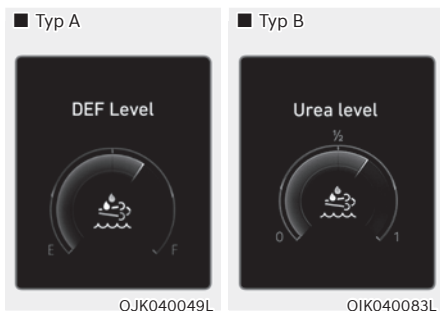 ■ Typ A
DEF Level
E
F
OJK040049L
■ Typ B
Urea level
½
0
1
OIK040083L